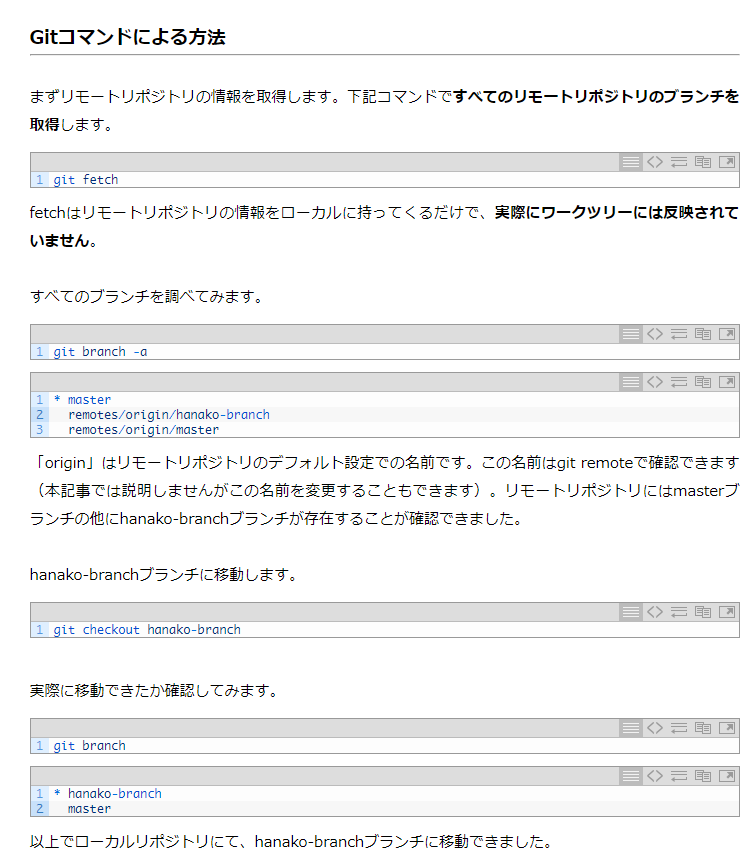 Gitコマンドによる方法
まずリモートリポジトリの情報を取得します。下記コマンドですべてのリモートリポジトリのブランチを
取得します。
1 git fetch
fetchはリモートリポジトリの情報をローカルに持ってくるだけで、実際にワークツリーには反映されて
いません。
すべてのブランチを調べてみます。
1 git branch -a
1 * master
2   remotes/origin/hanako-branch
3   remotes/origin/master
「origin」はリモートリポジトリのデフォルト設定での名前です。この名前はgit remoteで確認できます
（本記事では説明しませんがこの名前を変更することもできます）。リモートリポジトリにはmasterブ
ランチの他にhanako-branchブランチが存在することが確認できました。
hanako-branchブランチに移動します。
1 git checkout hanako-branch
実際に移動できたか確認してみます。
1 git branch
1 * hanako-branch
2   master
以上でローカルリポジトリにて、hanako-branchブランチに移動できました。